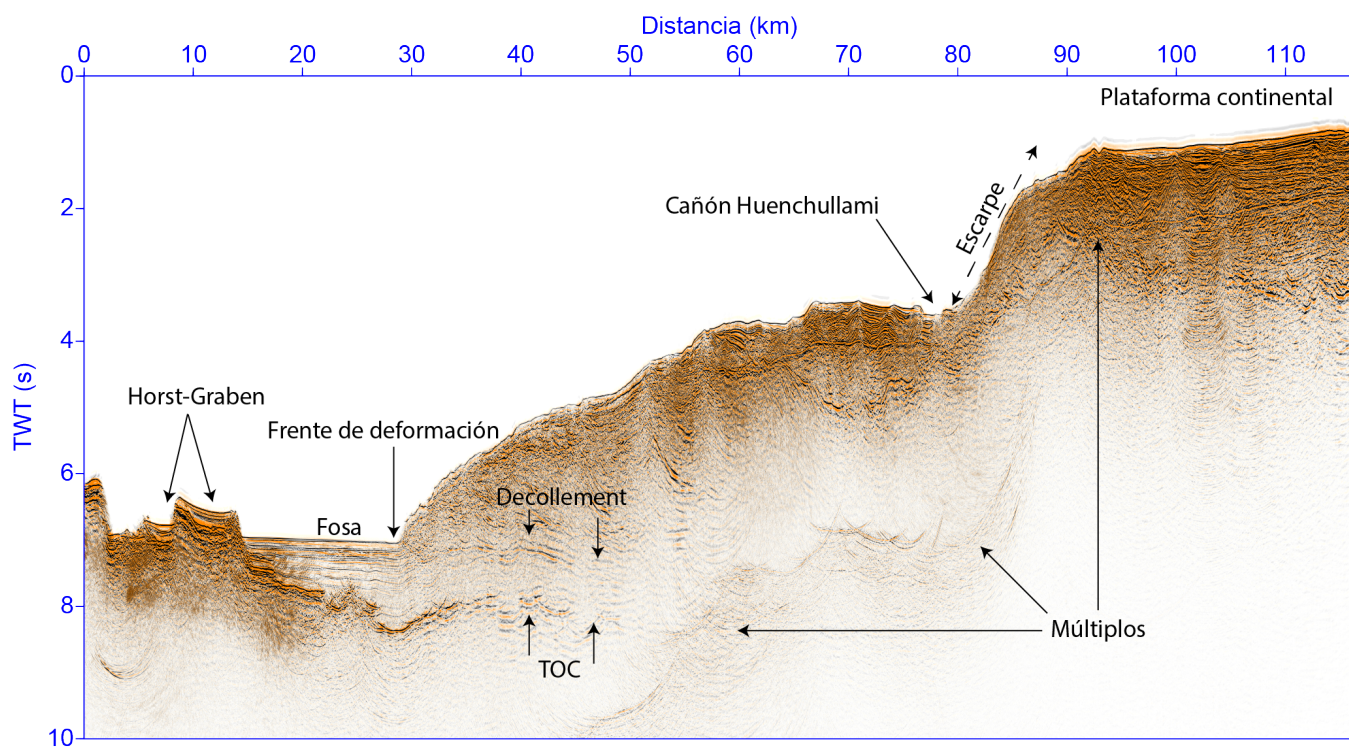 Distancia (km)
0 10 20 30 40 50 60 70 80 90 100 110
0
Plataforma continental
2
Cañón Huenchullami
Escarpe
TWT (s)
4
Horst-Graben
Frente de deformación
6
Decollement
Fosa
8
Múltiplos
TOC
10